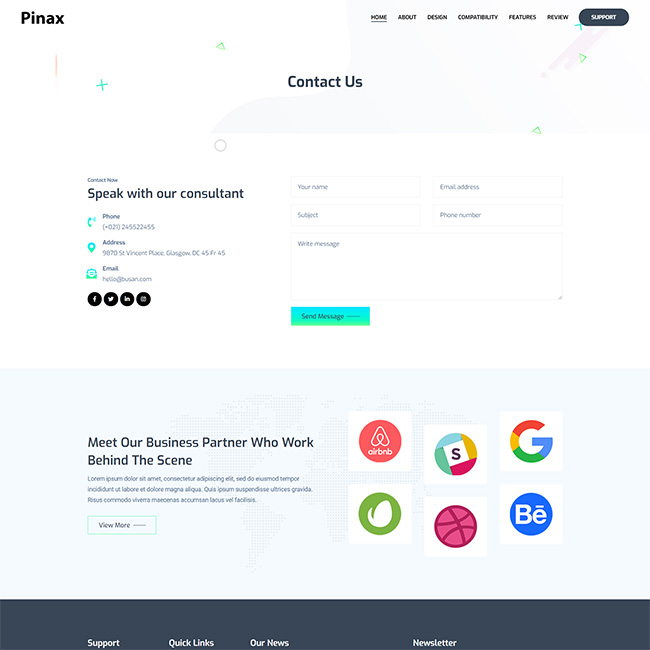 Pinax
HOME ABOUT DESIGN COMPATIBILITY FEATURES REVIEW SUPPORT
Contact Us
Contact Now
Speak with our consultant
Phone
(+021) 245522455
Address
9870 St Vincent Place, Glasgow, DC 45 Fr 45
Email
hello@busan.com
Your name
Email address
Subject
Phone number
Write message
Send Message
Meet Our Business Partner Who Work
Behind The Scene
Lorem ipsum dolor sit amet, consectetur adipiscing elit, sed do eiusmod tempor
incididunt ut labore et dolore magna aliqua. Quis ipsum suspendisse ultrices gravida.
Risus commodo viverra maecenas accumsan lacus vel facilisis.
View More
airbnb
S
G
Bē
Support
Quick Links
Our News
Newsletter